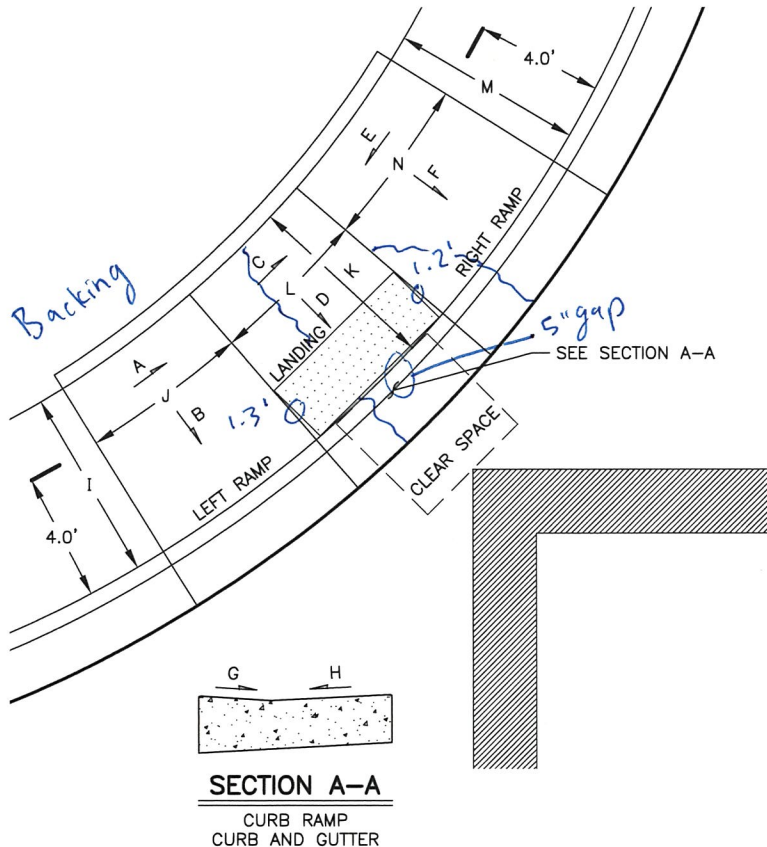 4.0'
M
E
N
F
RIGHT RAMP
C
K
1.2'
L
D
Backing
LANDING
5" gap
SEE SECTION A-A
A
J
B
1.3'
CLEAR SPACE
LEFT RAMP
I
4.0'
G
H
SECTION A-A
CURB RAMP
CURB AND GUTTER